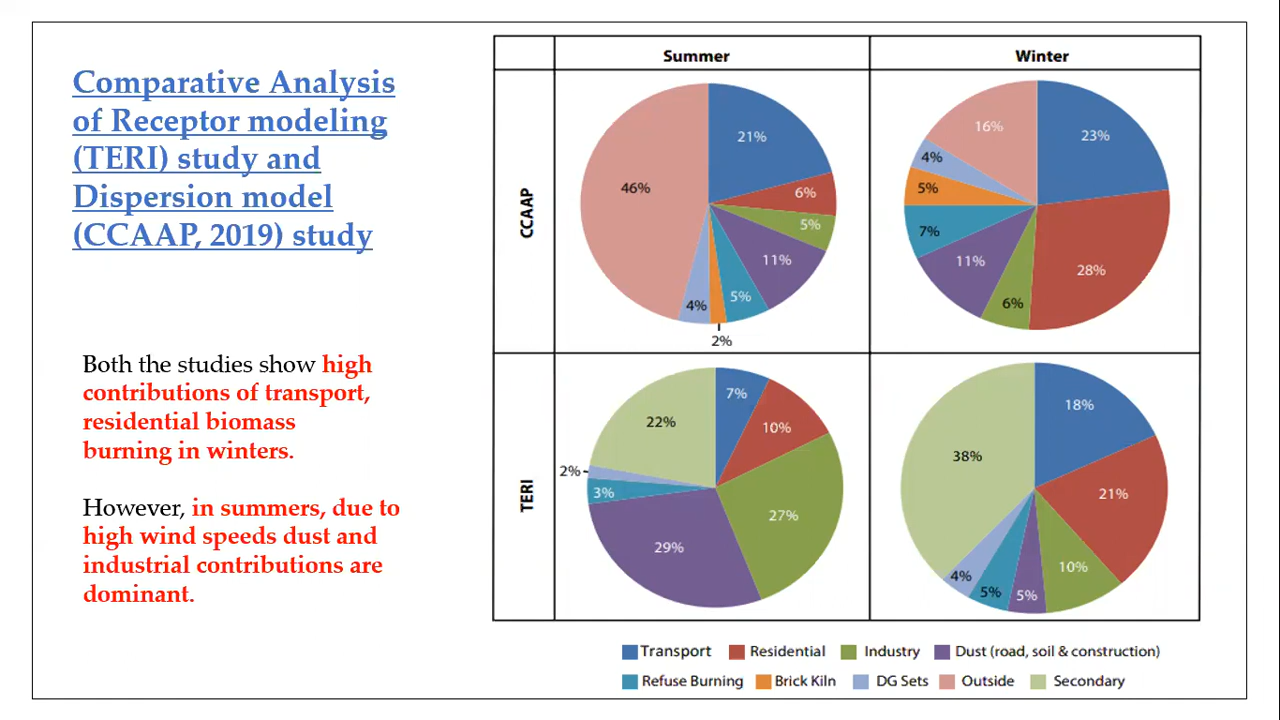 Comparative Analysis
of Receptor modeling
(TERI) study and
Dispersion model
(CCAAP, 2019) study
Both the studies show high
contributions of transport,
residential biomass
burning in winters.
However, in summers, due to
high wind speeds dust and
industrial contributions are
dominant.
Summer
Winter
CCAAP
21%
6%
5%
11%
5%
2%
4%
46%
23%
28%
6%
11%
7%
5%
4%
16%
TERI
7%
10%
27%
29%
3%
2%
22%
18%
21%
10%
5%
5%
4%
38%
Transport Residential Industry Dust (road, soil & construction)
Refuse Burning Brick Kiln DG Sets Outside Secondary